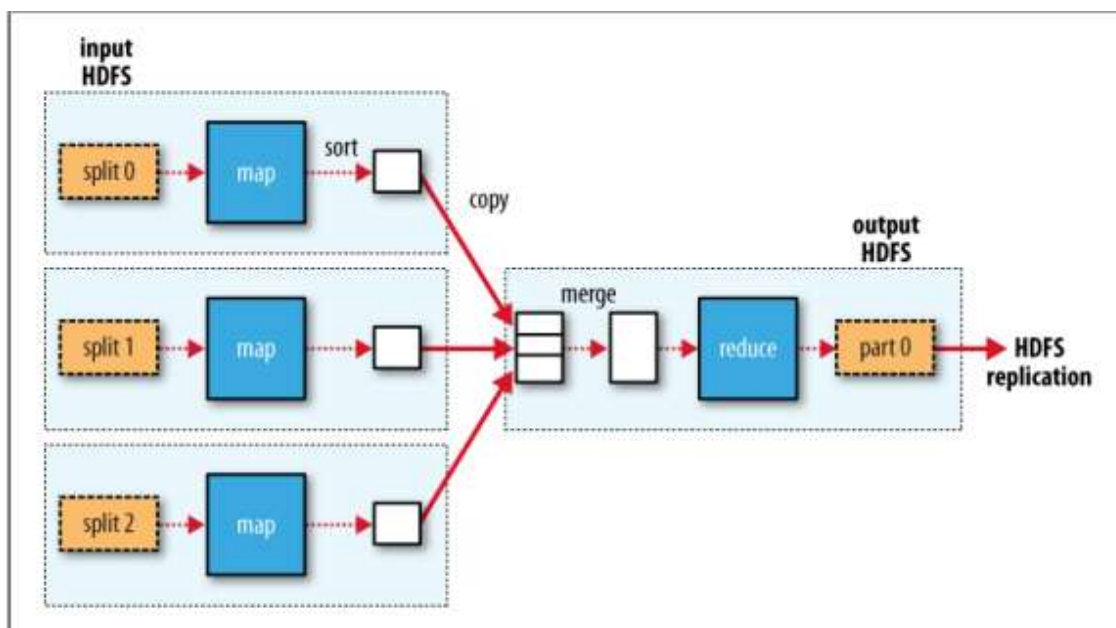 input
HDFS
split 0
map
sort
copy
split 1
map
split 2
map
merge
output
HDFS
reduce
part 0
HDFS
replication